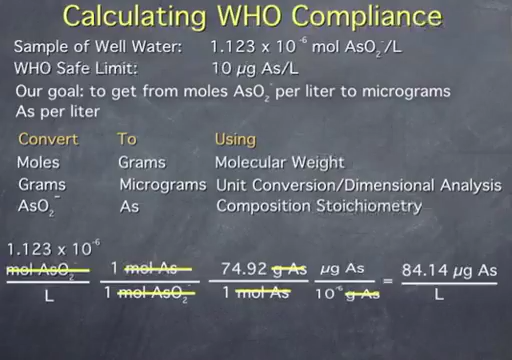 Calculating WHO Compliance
Sample of Well Water: 1.123 x 10⁻⁶ mol AsO₂⁻/L
WHO Safe Limit: 10 µg As/L
Our goal: to get from moles AsO₂⁻ per liter to micrograms
As per liter
Convert To Using
Moles Grams Molecular Weight
Grams Micrograms Unit Conversion/Dimensional Analysis
AsO₂⁻ As Composition Stoichiometry
1.123 x 10⁻⁶
mol AsO₂⁻ 1 mol As 74.92 g As µg As 84.14 µg As
=
L 1 mol AsO₂⁻ 1 mol As 10⁻⁶ g As L